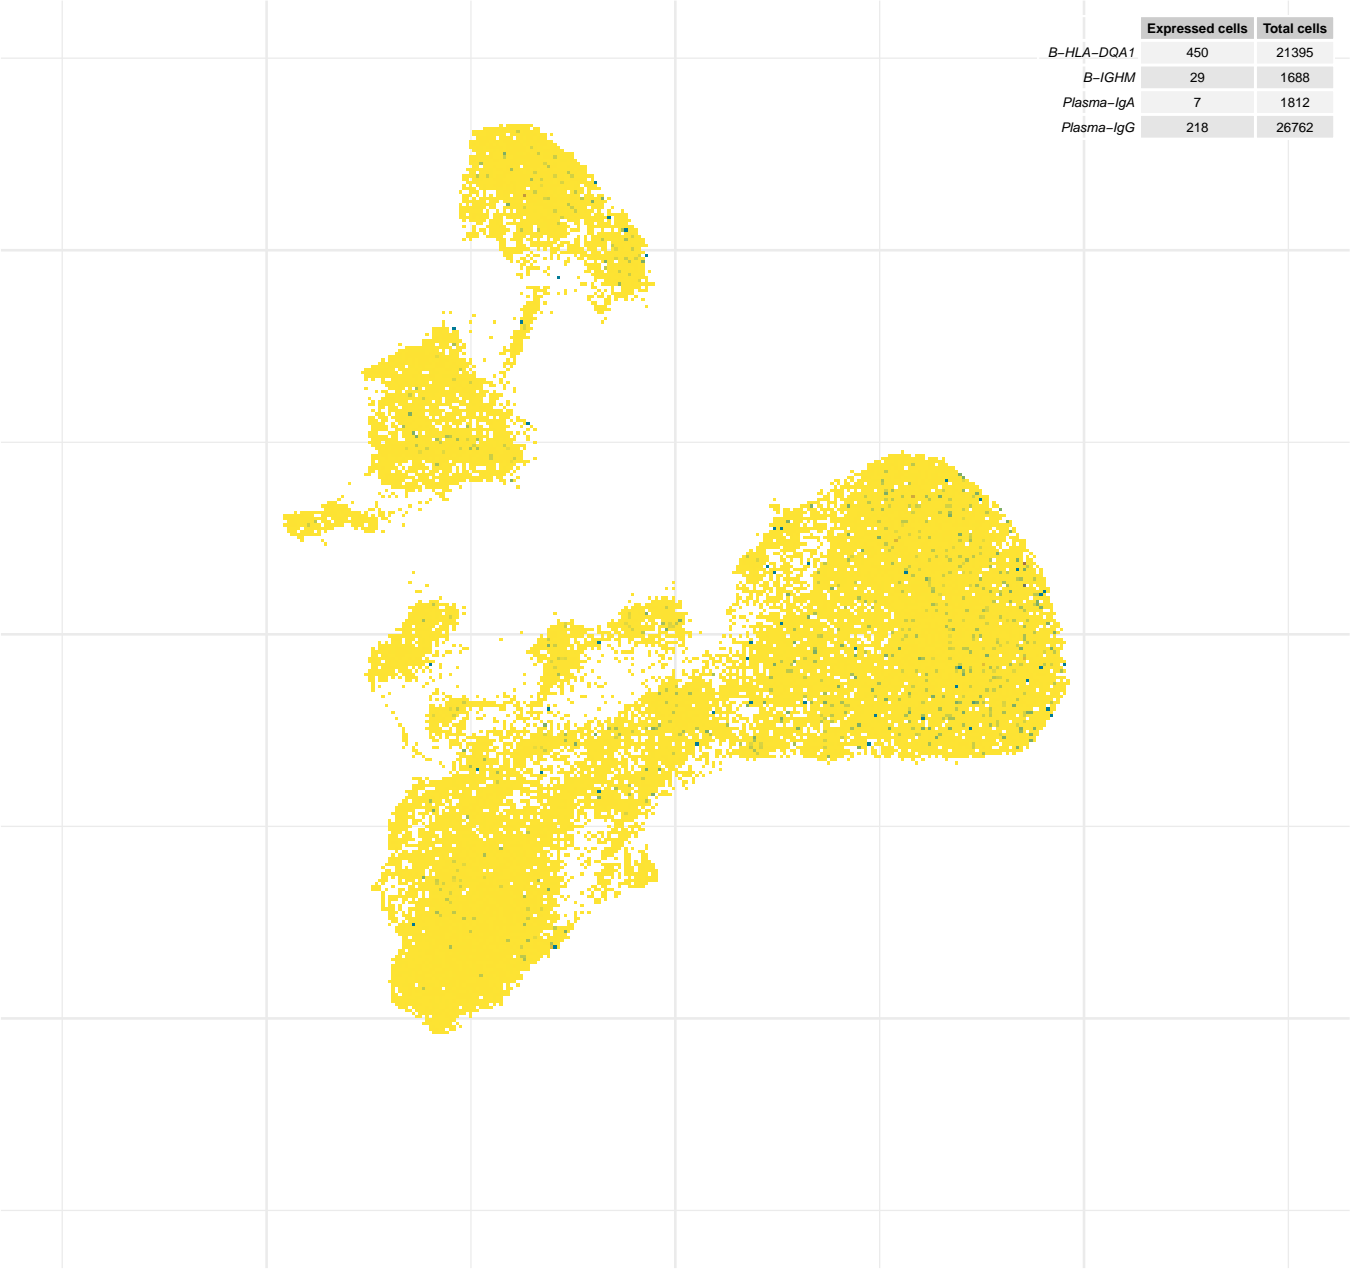 Expressed cells Total cells
B−HLA−DQA1 450 21395
B−IGHM 29 1688
Plasma−IgA 7 1812
Plasma−IgG 218 26762